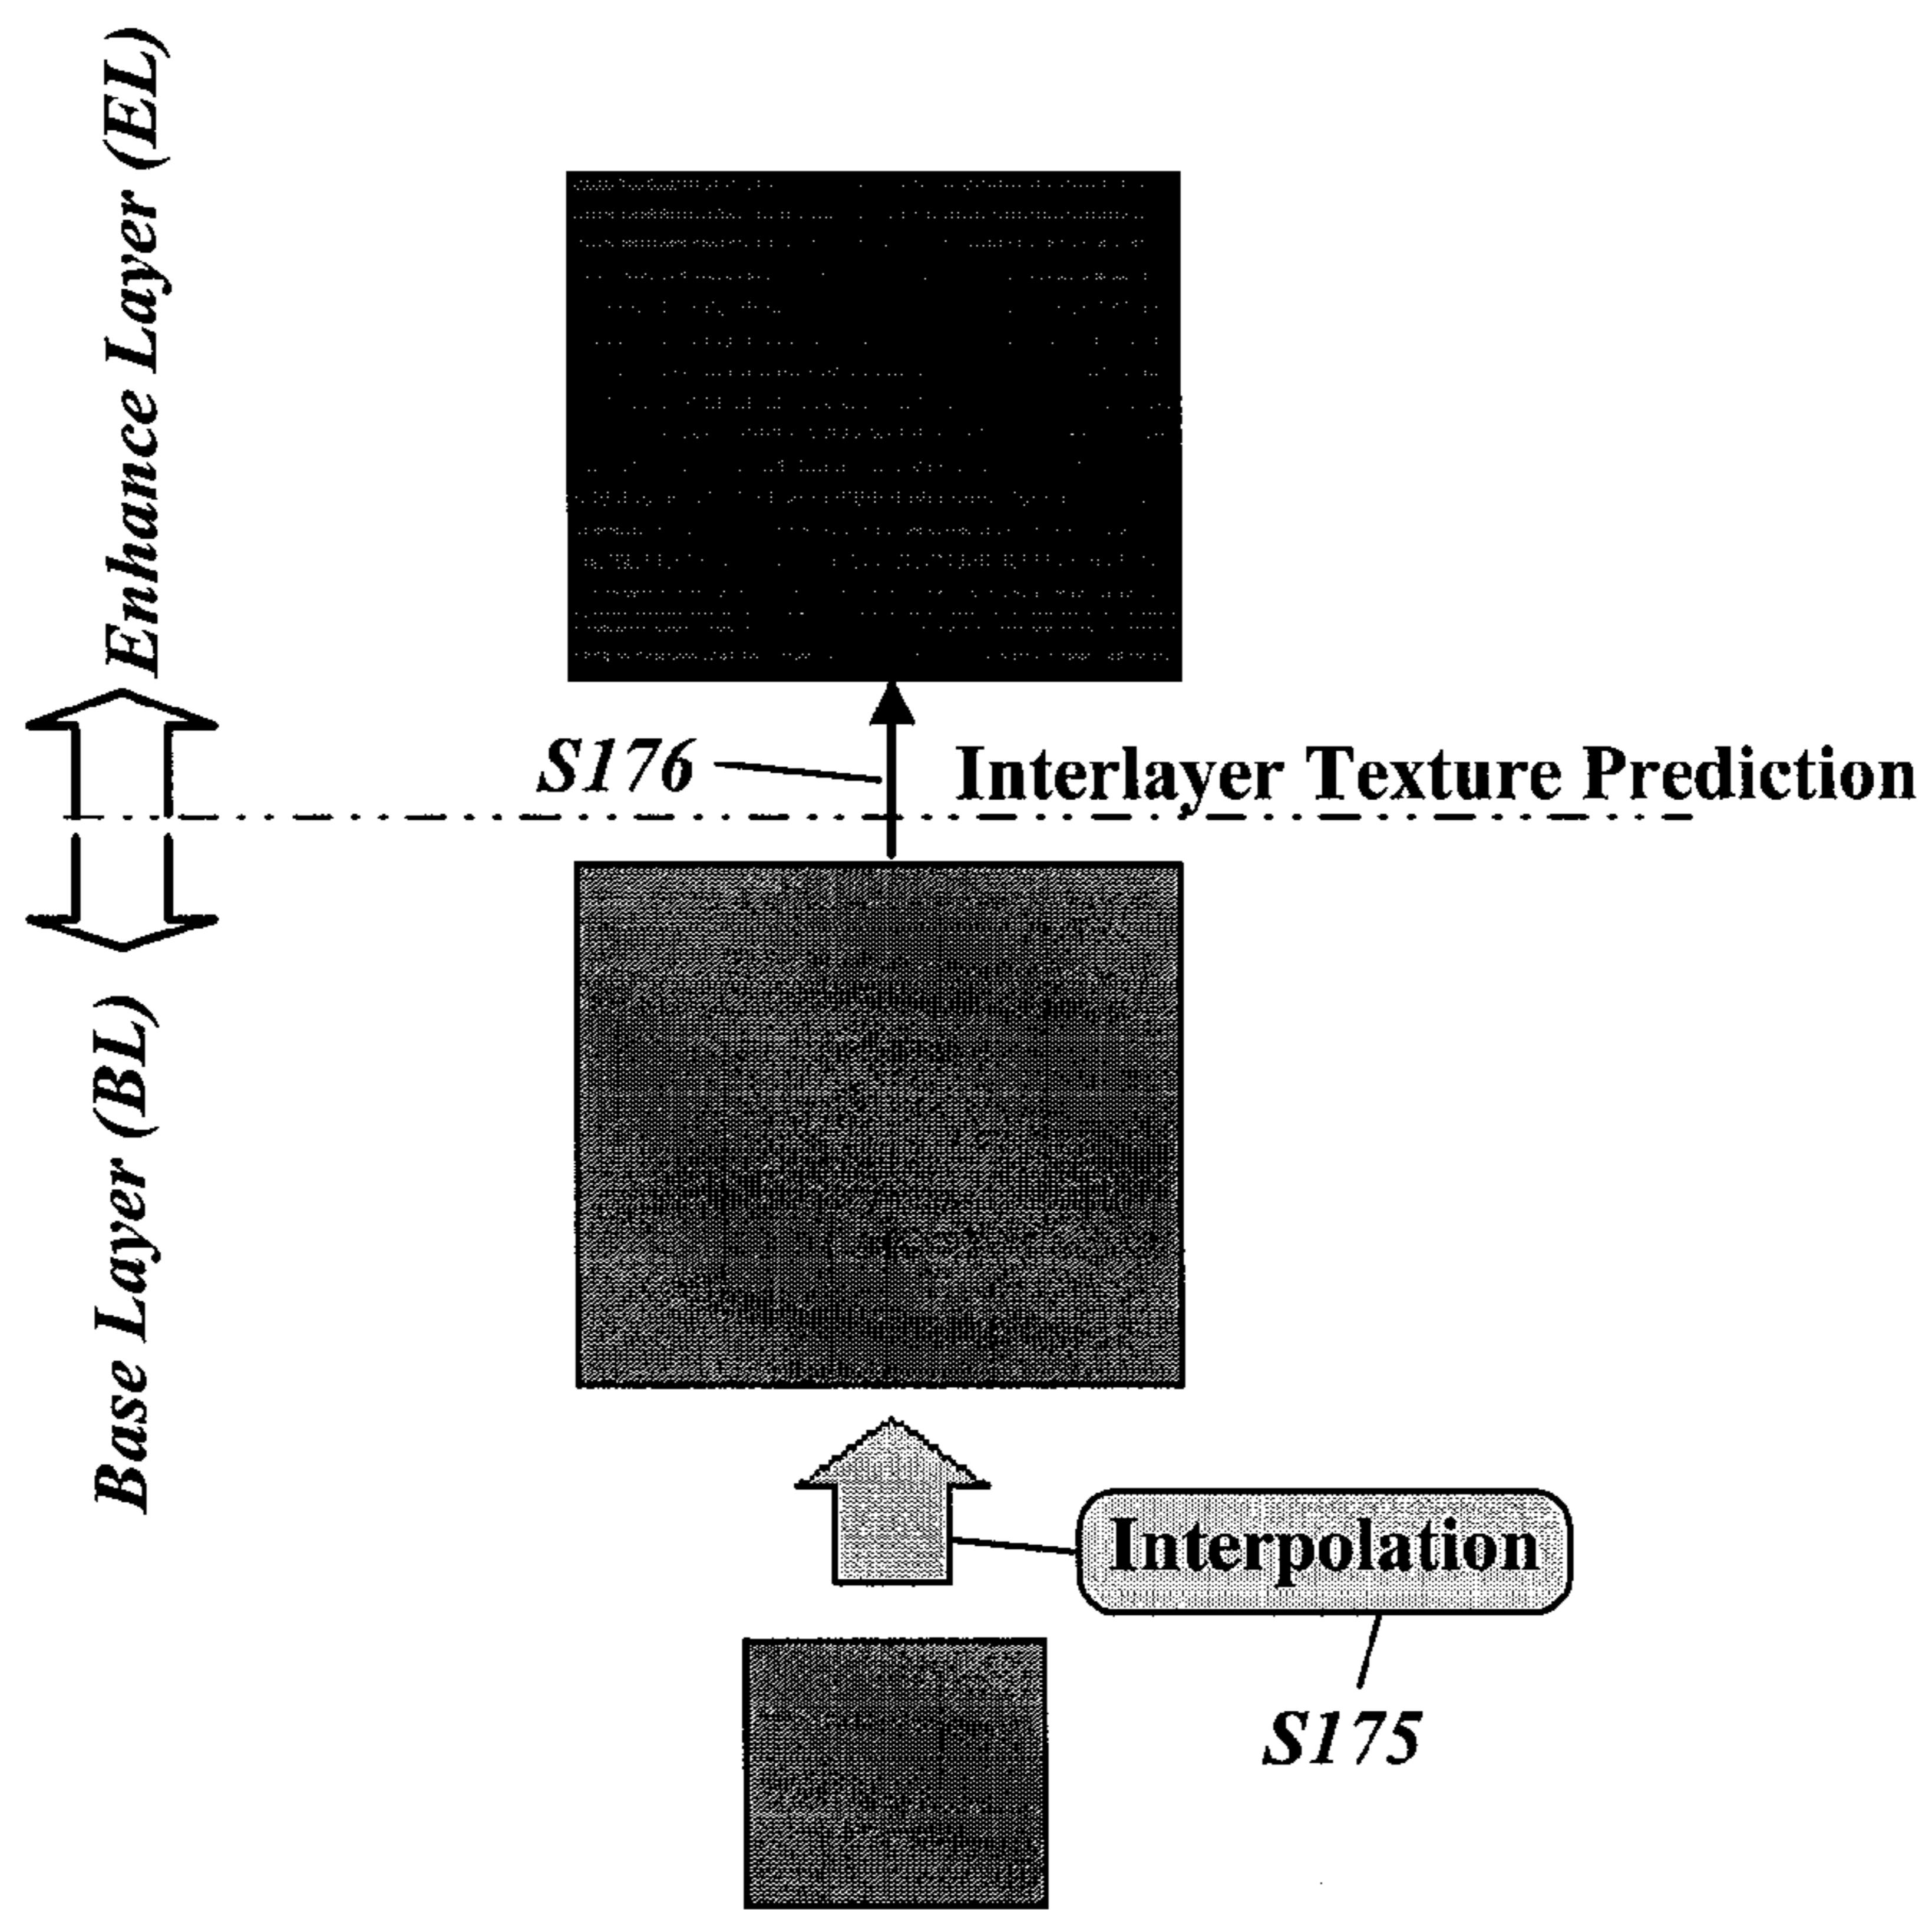 Enhance Layer (EL)
S176
Interlayer Texture Prediction
Base Layer (BL)
Interpolation
S175